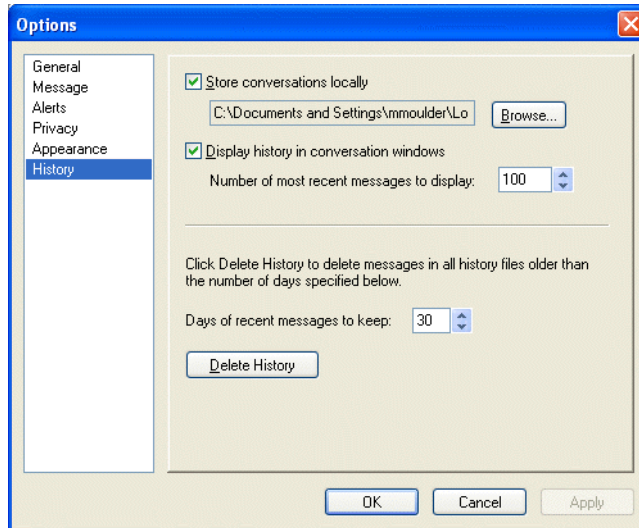 Options
General
Message
Alerts
Privacy
Appearance
History
Store conversations locally
C:\Documents and Settings\mmoulder\Lo
Browse...
Display history in conversation windows
Number of most recent messages to display: 100
Click Delete History to delete messages in all history files older than
the number of days specified below.
Days of recent messages to keep: 30
Delete History
OK Cancel Apply